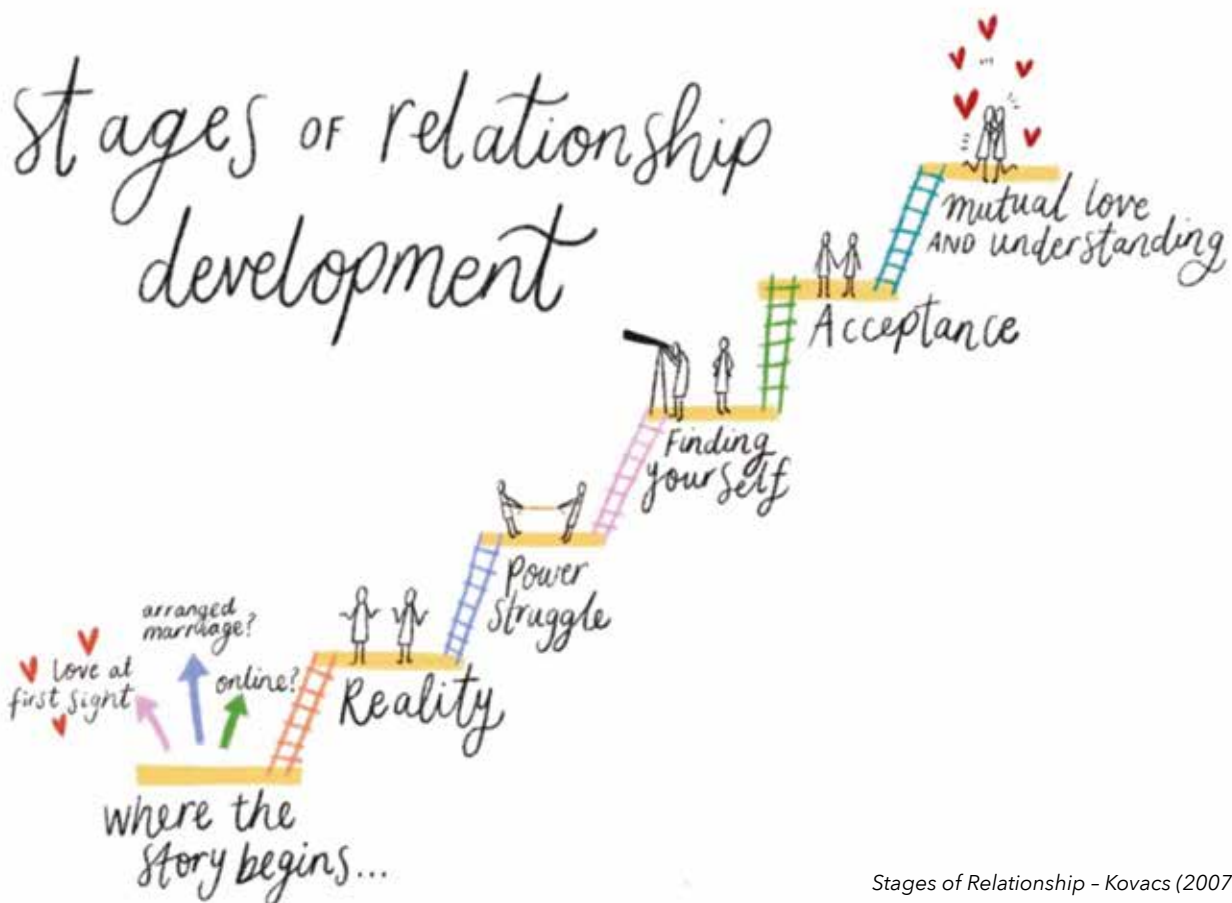 stages OF relationship
development
mutual love
AND understanding
Acceptance
Finding
yourself
Power
struggle
Reality
arranged
marriage?
love at
first sight
online?
where the
story begins...
Stages of Relationship – Kovacs (2007